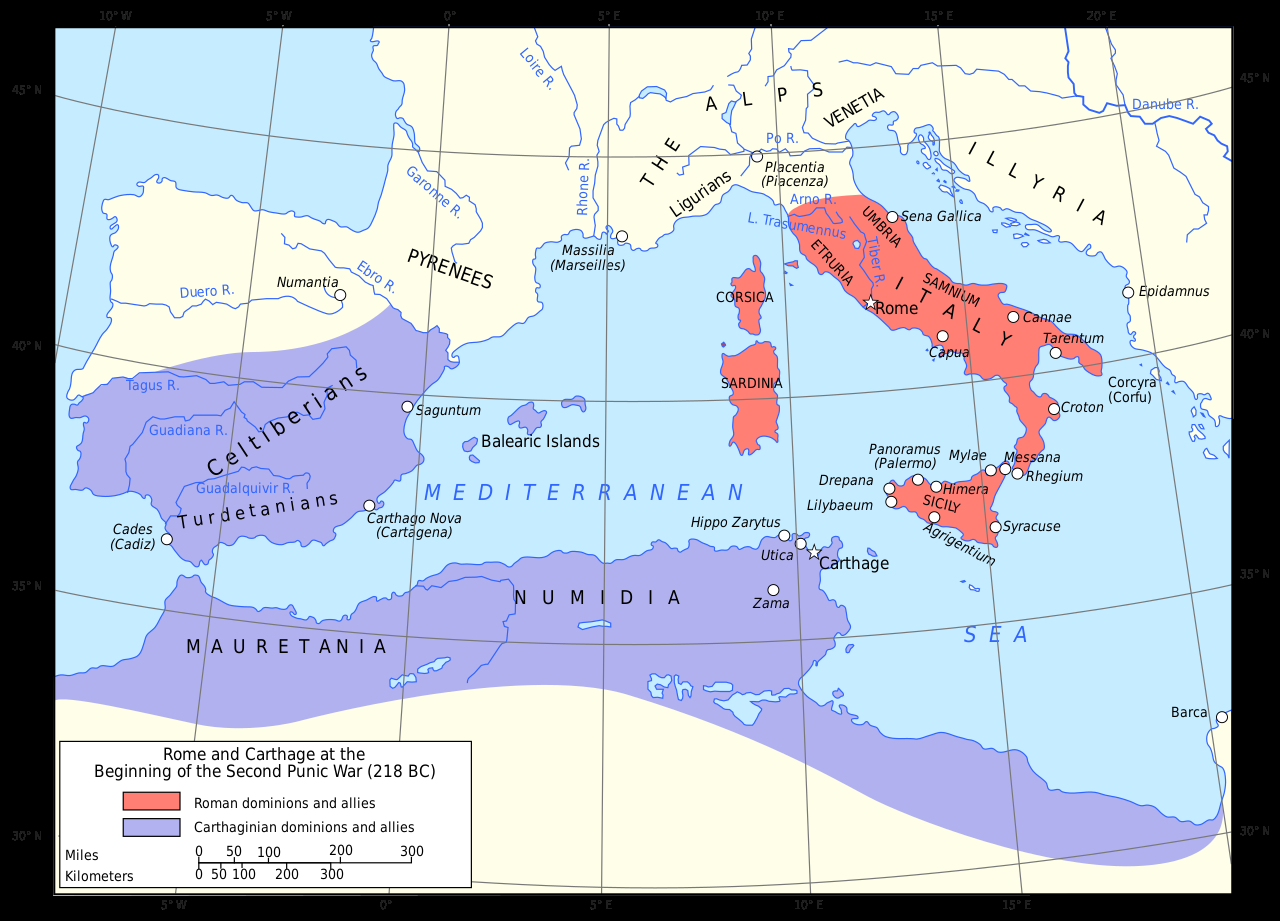 10° W
5° W
0°
5° E
10° E
15° E
20° E
45° N
40° N
35° N
30° N
45° N
40° N
35° N
30° N
5° W
0°
5° E
10° E
15° E
Loire R.
THE ALPS
VENETIA
Danube R.
Po R.
Placentia
(Piacenza)
ILLYRIA
Garonne R.
Rhone R.
Ligurians
Arno R.
L. Trasumennus
UMBRIA
Sena Gallica
Massilia
(Marseilles)
PYRENEES
Ebro R.
Numantia
Duero R.
ETRURIA
Tiber R.
ITALY
SAMNIUM
CORSICA
Rome
Epidamnus
Cannae
Capua
Tarentum
Tagus R.
SARDINIA
Corcyra
(Corfu)
Celtiberians
Saguntum
Croton
Guadiana R.
Balearic Islands
Panoramus
(Palermo)
Mylae
Messana
Rhegium
Drepana
Himera
Guadalquivir R.
MEDITERRANEAN
Lilybaeum
SICILY
Turdetanians
Carthago Nova
(Cartagena)
Hippo Zarytus
Syracuse
Agrigentium
Cades
(Cadiz)
Utica
Carthage
Zama
NUMIDIA
SEA
MAURETANIA
Barca
Rome and Carthage at the
Beginning of the Second Punic War (218 BC)
Roman dominions and allies
Carthaginian dominions and allies
Miles
0 50 100 200 300
Kilometers
0 50 100 200 300